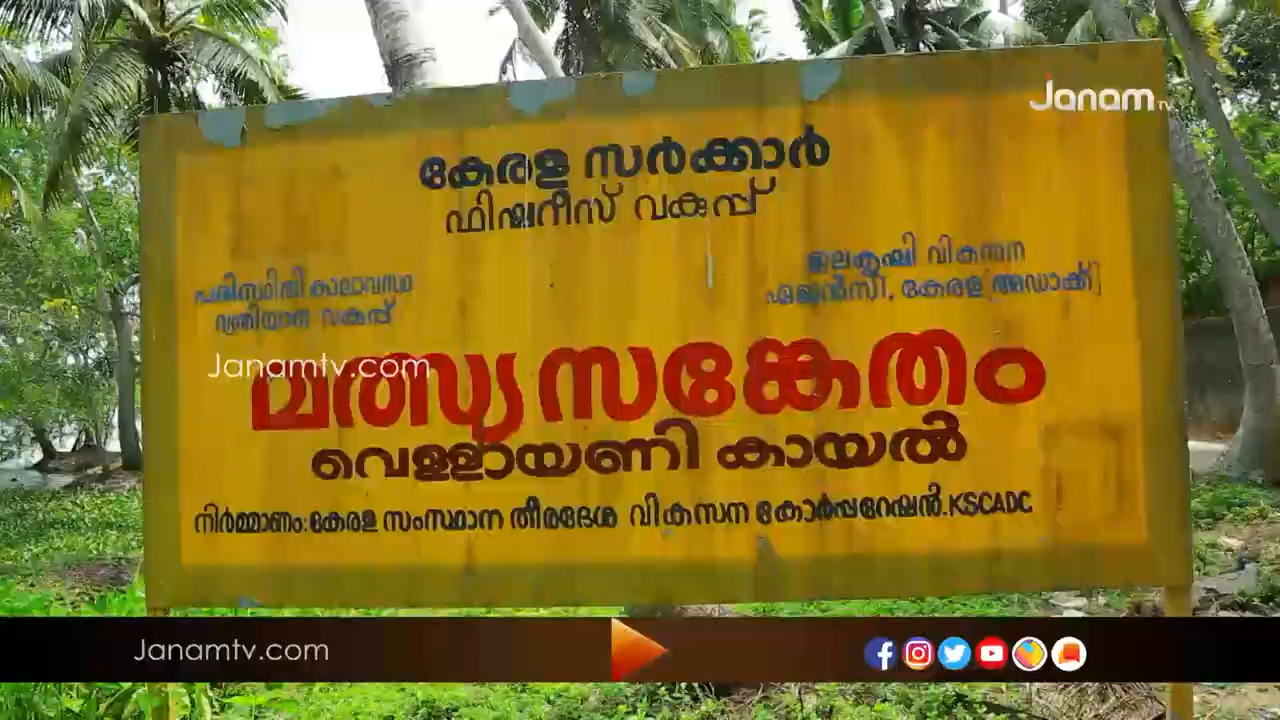 Janam TV
കേരള സർക്കാർ
ഫിഷറീസ് വകുപ്പ്
പരിസ്ഥിതി കാലാവസ്ഥ
വ്യതിയാന വകുപ്പ്
ജലകൃഷി വികസന
ഏജൻസി, കേരള(അഡാക്ക്)
Janamtv.com
മത്സ്യസങ്കേതം
വെള്ളായണി കായൽ
നിർമ്മാണം:കേരള സംസ്ഥാന തീരദേശ വികസന കോർപ്പറേഷൻ.KSCADC
Janamtv.com